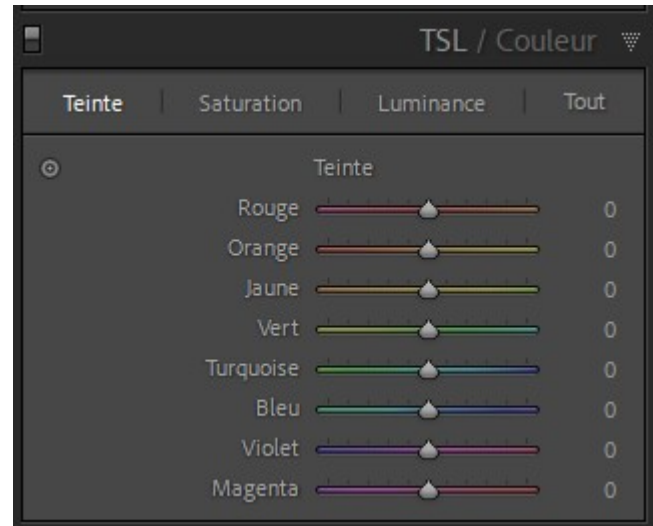 TSL / Couleur
Teinte | Saturation | Luminance | Tout
Teinte
Rouge 0
Orange 0
Jaune 0
Vert 0
Turquoise 0
Bleu 0
Violet 0
Magenta 0